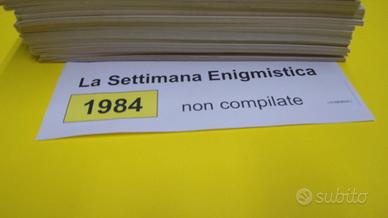 La Settimana Enigmistica
1984 non compilate
subito